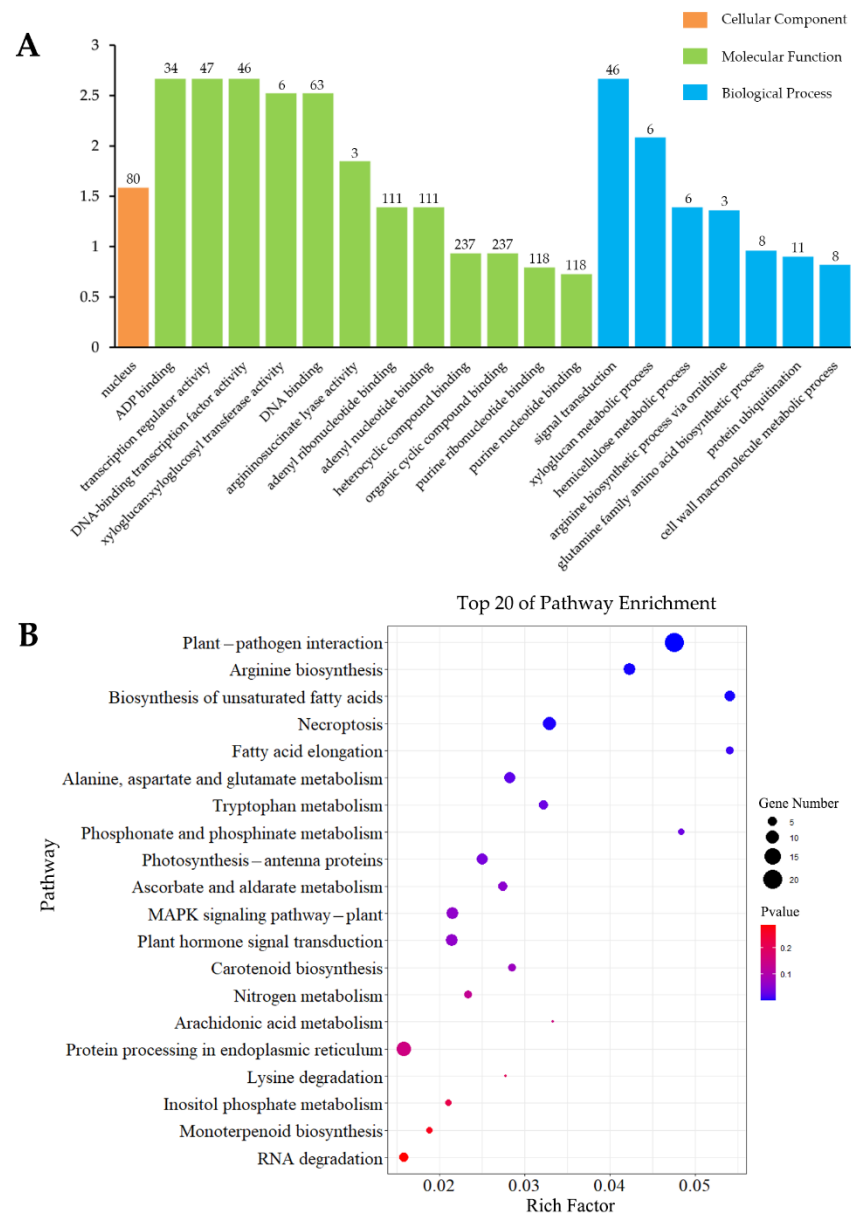 A
Cellular Component
Molecular Function
Biological Process
3
2.5
2
1.5
1
0.5
0
80
34
47
46
6
63
3
111
111
237
237
118
118
46
6
6
3
8
11
8
nucleus
ADP binding
transcription regulator activity
DNA-binding transcription factor activity
xyloglucan:xyloglucosyl transferase activity
DNA binding
argininosuccinate lyase activity
adenyl ribonucleotide binding
adenyl nucleotide binding
heterocyclic compound binding
organic cyclic compound binding
purine ribonucleotide binding
purine nucleotide binding
signal transduction
xyloglucan metabolic process
hemicellulose metabolic process
arginine biosynthetic process via ornithine
glutamine family amino acid biosynthetic process
protein ubiquitination
cell wall macromolecule metabolic process
B
Top 20 of Pathway Enrichment
Pathway
Plant−pathogen interaction
Arginine biosynthesis
Biosynthesis of unsaturated fatty acids
Necroptosis
Fatty acid elongation
Alanine, aspartate and glutamate metabolism
Tryptophan metabolism
Phosphonate and phosphinate metabolism
Photosynthesis−antenna proteins
Ascorbate and aldarate metabolism
MAPK signaling pathway−plant
Plant hormone signal transduction
Carotenoid biosynthesis
Nitrogen metabolism
Arachidonic acid metabolism
Protein processing in endoplasmic reticulum
Lysine degradation
Inositol phosphate metabolism
Monoterpenoid biosynthesis
RNA degradation
0.02
0.03
0.04
0.05
Rich Factor
Gene Number
5
10
15
20
Pvalue
0.2
0.1